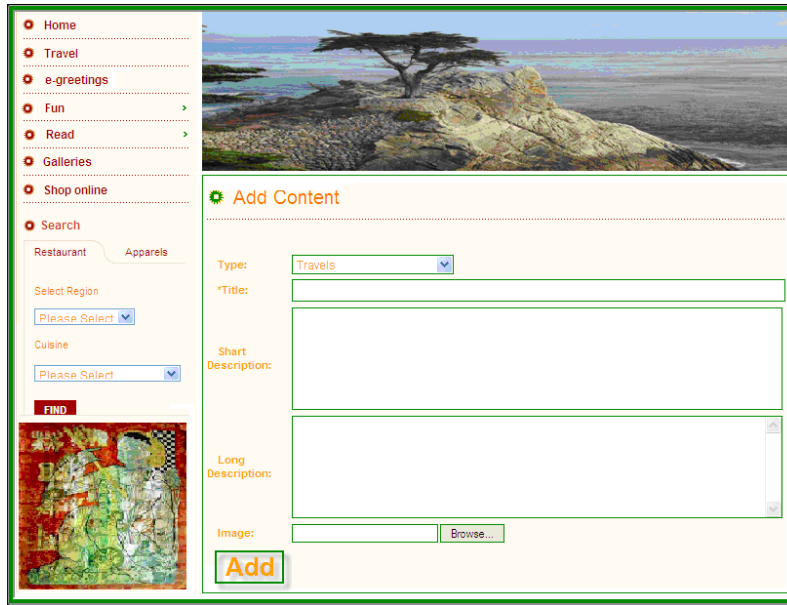 Home
Travel
e-greetings
Fun
Read
Galleries
Shop online
Search
Restaurant Apparels
Select Region
Please Select
Cuisine
Please Select
FIND
Add Content
Type: Travels
*Title:
Shart
Description:
Long
Description:
Image: Browse...
Add